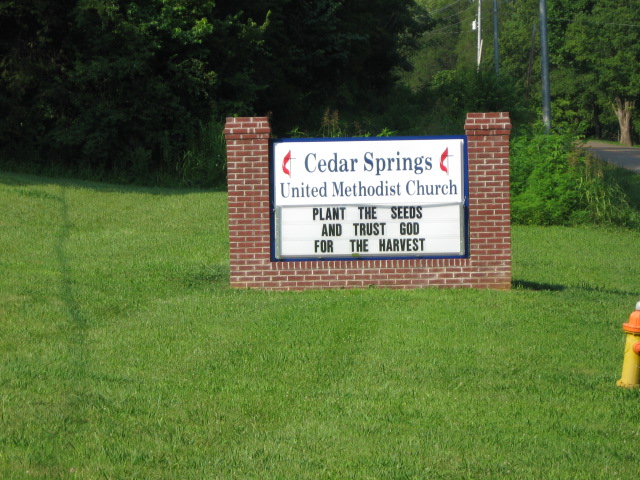 Cedar Springs
United Methodist Church
PLANT THE SEEDS
AND TRUST GOD
FOR THE HARVEST